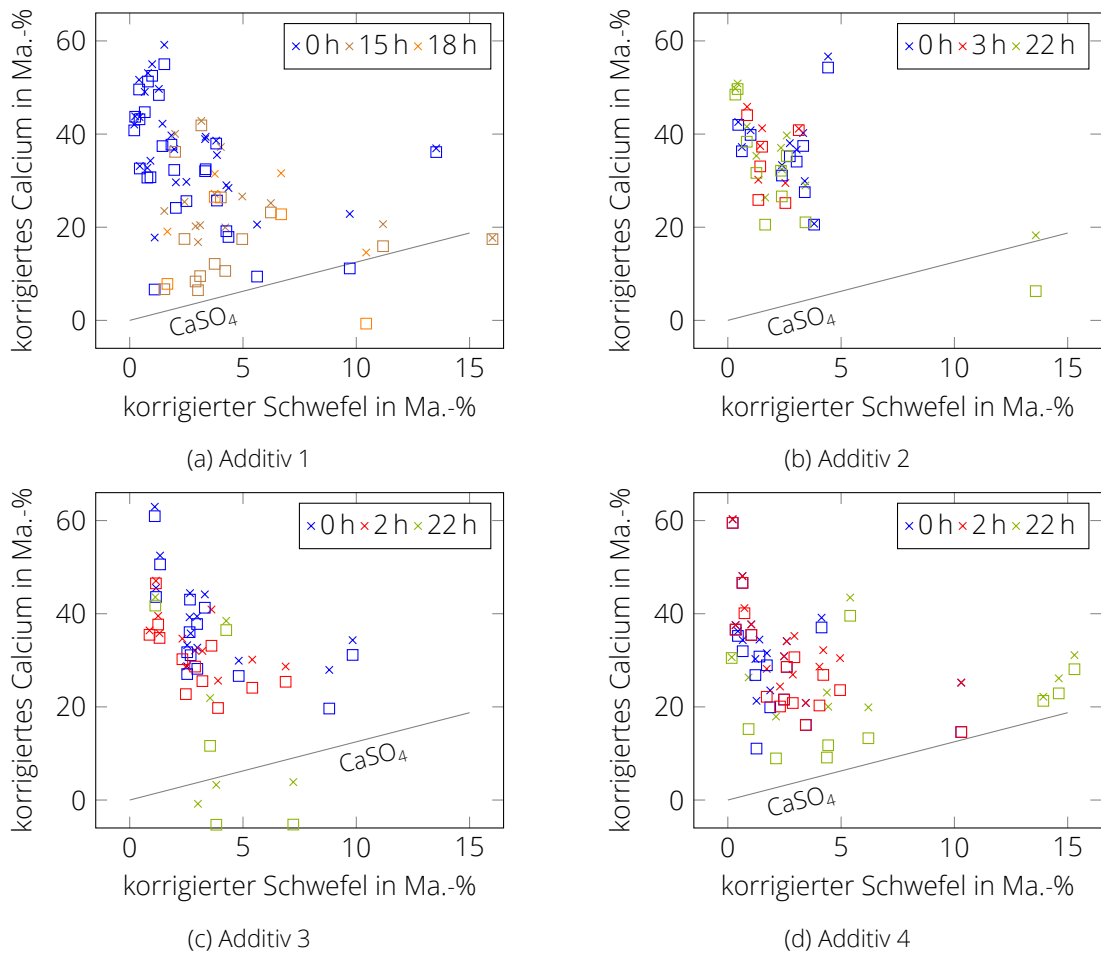 60
40
20
0
0
5
10
15
korrigiertes Calcium in Ma.-%
korrigierter Schwefel in Ma.-%
0 h 15 h 18 h
CaSO4
(a) Additiv 1
60
40
20
0
0
5
10
15
korrigiertes Calcium in Ma.-%
korrigierter Schwefel in Ma.-%
0 h 3 h 22 h
CaSO4
(b) Additiv 2
60
40
20
0
0
5
10
15
korrigiertes Calcium in Ma.-%
korrigierter Schwefel in Ma.-%
0 h 2 h 22 h
CaSO4
(c) Additiv 3
60
40
20
0
0
5
10
15
korrigiertes Calcium in Ma.-%
korrigierter Schwefel in Ma.-%
0 h 2 h 22 h
CaSO4
(d) Additiv 4